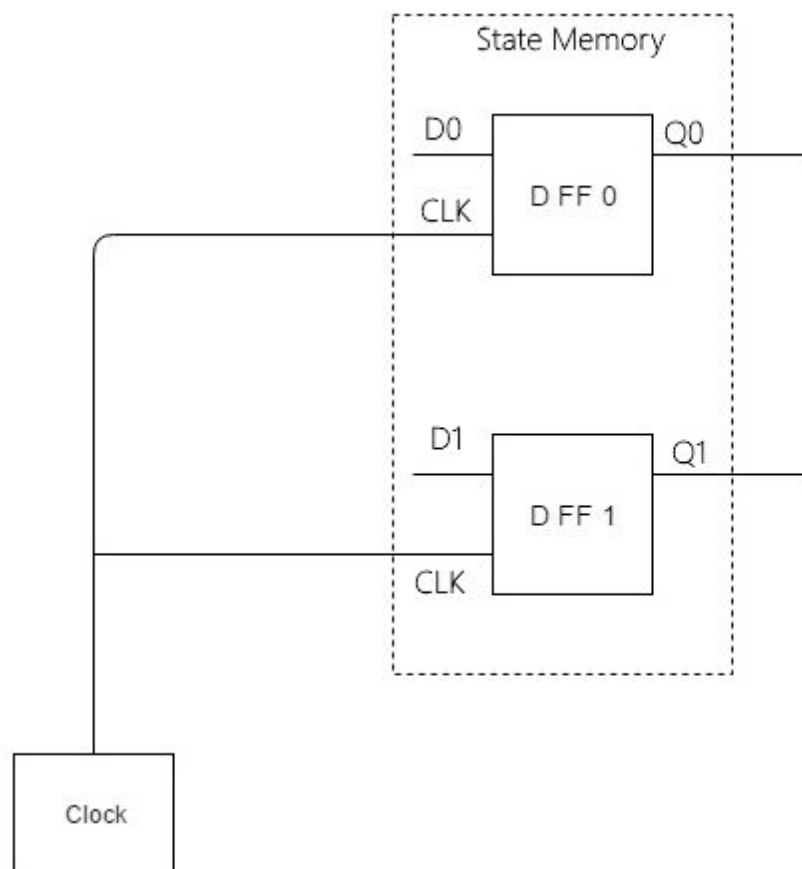 State Memory
D0
Q0
D FF 0
CLK
D1
Q1
D FF 1
CLK
Clock